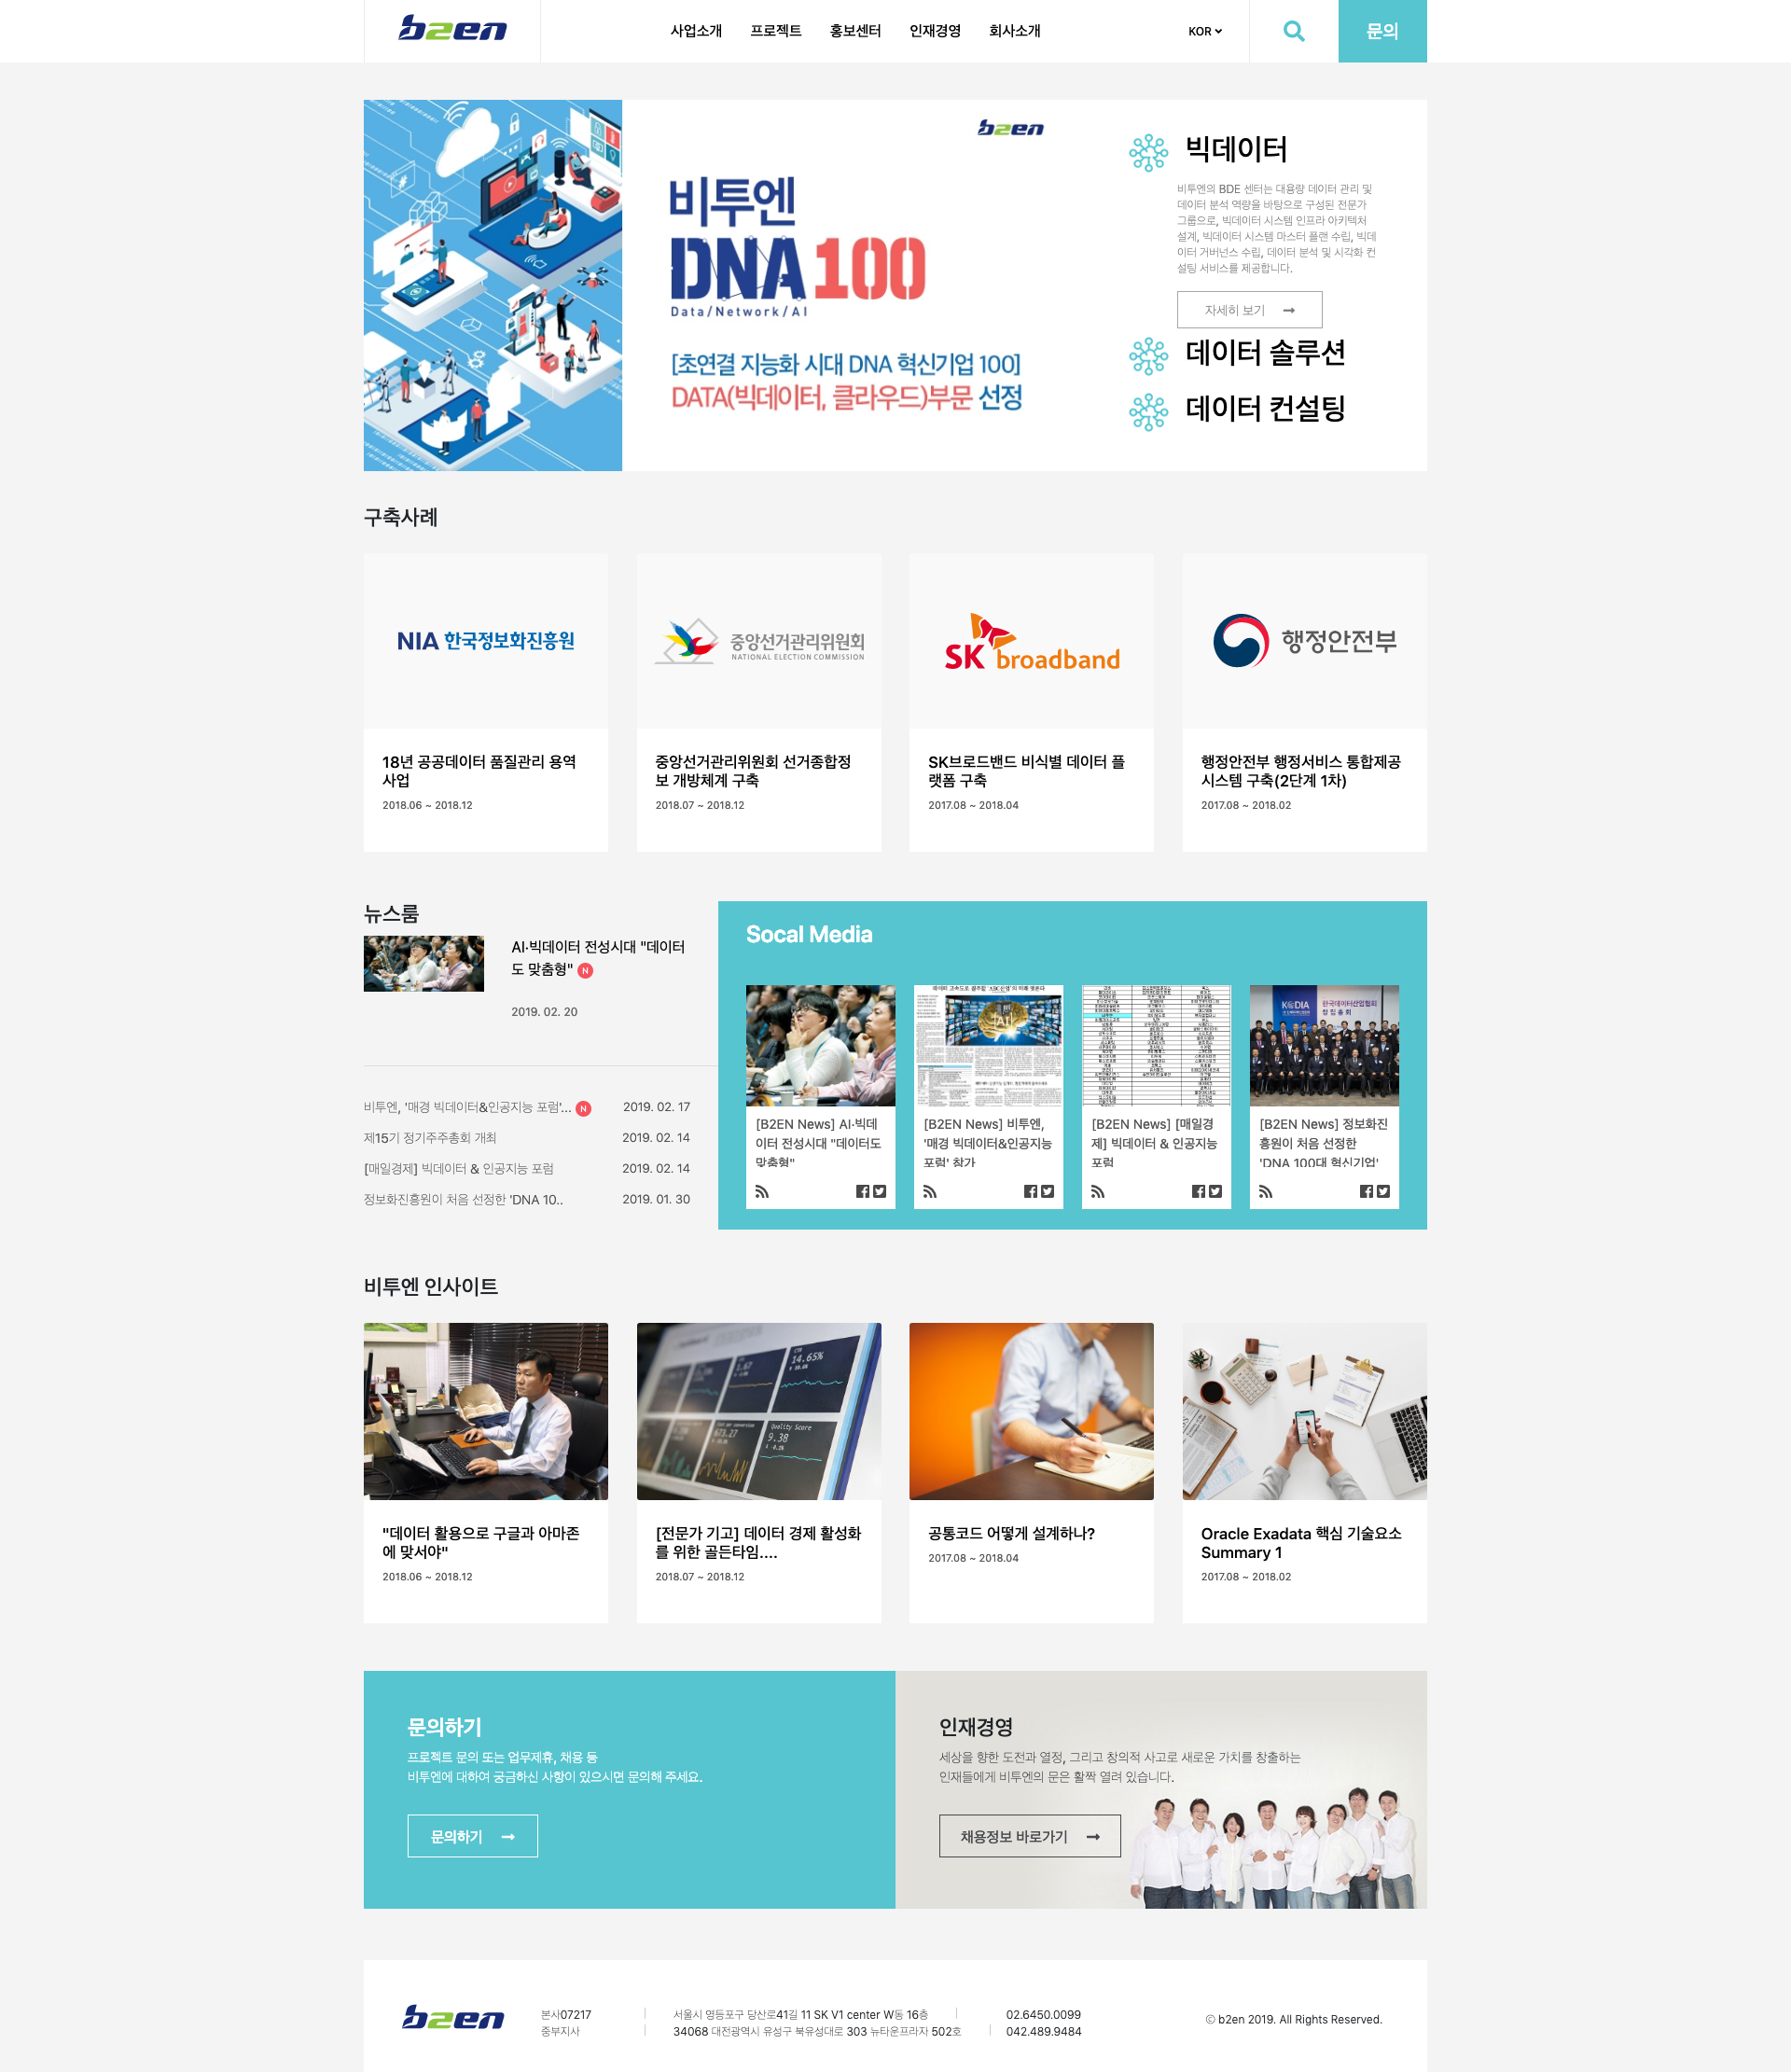 b2en
사업소개
프로젝트
홍보센터
인재경영
회사소개
KOR
문의
b2en
비투엔
DNA 100
Data/Network/AI
[초연결 지능화 시대 DNA 혁신기업 100]
DATA(빅데이터, 클라우드)부문 선정
빅데이터
비투엔의 BDE 센터는 대용량 데이터 관리 및
데이터 분석 역량을 바탕으로 구성된 전문가
그룹으로, 빅데이터 시스템 인프라 아키텍처
설계, 빅데이터 시스템 마스터 플랜 수립, 빅데
이터 거버넌스 수립, 데이터 분석 및 시각화 컨
설팅 서비스를 제공합니다.
자세히 보기
데이터 솔루션
데이터 컨설팅
구축사례
NIA 한국정보화진흥원
중앙선거관리위원회
NATIONAL ELECTION COMMISSION
SK broadband
행정안전부
18년 공공데이터 품질관리 용역
사업
2018.06 ~ 2018.12
중앙선거관리위원회 선거종합정
보 개방체계 구축
2018.07 ~ 2018.12
SK브로드밴드 비식별 데이터 플
랫폼 구축
2017.08 ~ 2018.04
행정안전부 행정서비스 통합제공
시스템 구축(2단계 1차)
2017.08 ~ 2018.02
뉴스룸
AI·빅데이터 전성시대 "데이터
도 맞춤형" N
2019. 02. 20
비투엔, '매경 빅데이터&인공지능 포럼'... N
2019. 02. 17
제15기 정기주주총회 개최
2019. 02. 14
[매일경제] 빅데이터 & 인공지능 포럼
2019. 02. 14
정보화진흥원이 처음 선정한 'DNA 10..
2019. 01. 30
Socal Media
AI
KODIA 한국데이터산업협회
창립총회
[B2EN News] AI·빅데
이터 전성시대 "데이터도
맞춤형"
[B2EN News] 비투엔,
'매경 빅데이터&인공지능
포럼' 참가
[B2EN News] [매일경
제] 빅데이터 & 인공지능
포럼
[B2EN News] 정보화진
흥원이 처음 선정한
'DNA 100대 혁신기업'
비투엔 인사이트
14.65%
673.27
Quality Score
9.38
"데이터 활용으로 구글과 아마존
에 맞서야"
2018.06 ~ 2018.12
[전문가 기고] 데이터 경제 활성화
를 위한 골든타임....
2018.07 ~ 2018.12
공통코드 어떻게 설계하나?
2017.08 ~ 2018.04
Oracle Exadata 핵심 기술요소
Summary 1
2017.08 ~ 2018.02
문의하기
프로젝트 문의 또는 업무제휴, 채용 등
비투엔에 대하여 궁금하신 사항이 있으시면 문의해 주세요.
문의하기
인재경영
세상을 향한 도전과 열정, 그리고 창의적 사고로 새로운 가치를 창출하는
인재들에게 비투엔의 문은 활짝 열려 있습니다.
채용정보 바로가기
b2en
본사07217
서울시 영등포구 당산로41길 11 SK V1 center W동 16층
02.6450.0099
중부지사
34068 대전광역시 유성구 북유성대로 303 뉴타운프라자 502호
042.489.9484
ⓒ b2en 2019. All Rights Reserved.